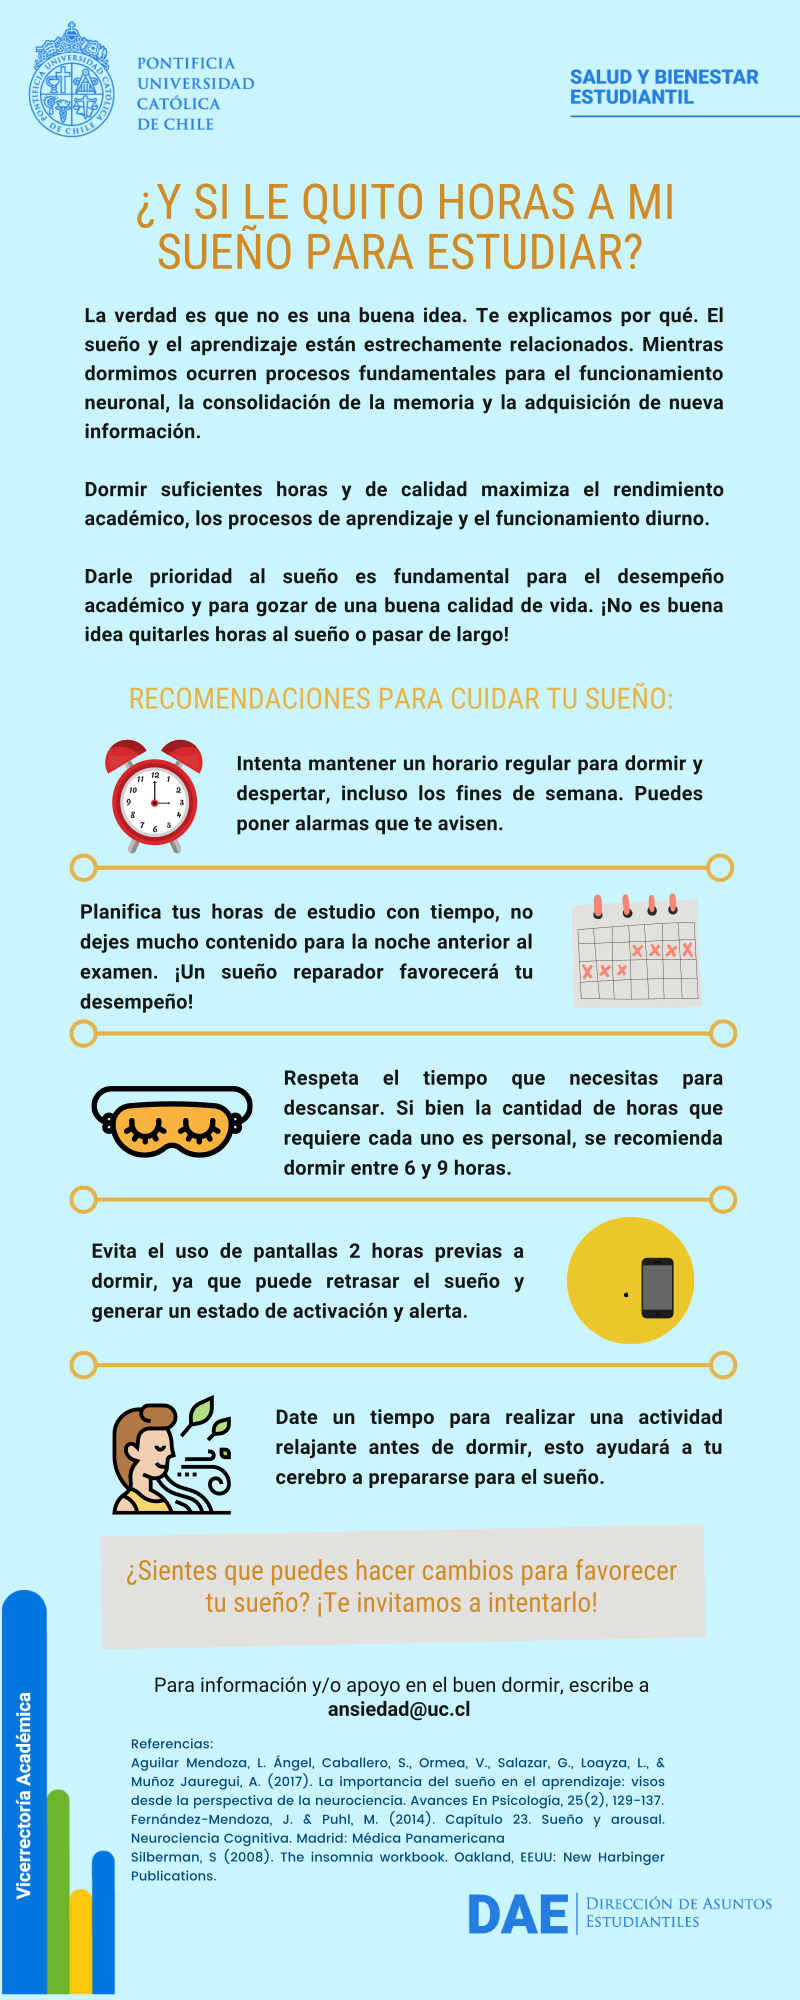 PONTIFICIA
UNIVERSIDAD
CATÓLICA
DE CHILE
PONTIFICIA UNIVERSIDAD CATOLICA DE CHILE
SALUD Y BIENESTAR
ESTUDIANTIL
¿Y SI LE QUITO HORAS A MI
SUEÑO PARA ESTUDIAR?
La verdad es que no es una buena idea. Te explicamos por qué. El
sueño y el aprendizaje están estrechamente relacionados. Mientras
dormimos ocurren procesos fundamentales para el funcionamiento
neuronal, la consolidación de la memoria y la adquisición de nueva
información.
Dormir suficientes horas y de calidad maximiza el rendimiento
académico, los procesos de aprendizaje y el funcionamiento diurno.
Darle prioridad al sueño es fundamental para el desempeño
académico y para gozar de una buena calidad de vida. ¡No es buena
idea quitarles horas al sueño o pasar de largo!
RECOMENDACIONES PARA CUIDAR TU SUEÑO:
12
1
2
3
4
5
6
7
8
9
10
11
Intenta mantener un horario regular para dormir y
despertar, incluso los fines de semana. Puedes
poner alarmas que te avisen.
Planifica tus horas de estudio con tiempo, no
dejes mucho contenido para la noche anterior al
examen. ¡Un sueño reparador favorecerá tu
desempeño!
Respeta el tiempo que necesitas para
descansar. Si bien la cantidad de horas que
requiere cada uno es personal, se recomienda
dormir entre 6 y 9 horas.
Evita el uso de pantallas 2 horas previas a
dormir, ya que puede retrasar el sueño y
generar un estado de activación y alerta.
Date un tiempo para realizar una actividad
relajante antes de dormir, esto ayudará a tu
cerebro a prepararse para el sueño.
¿Sientes que puedes hacer cambios para favorecer
tu sueño? ¡Te invitamos a intentarlo!
Para información y/o apoyo en el buen dormir, escribe a
ansiedad@uc.cl
Referencias:
Aguilar Mendoza, L. Ángel, Caballero, S., Ormea, V., Salazar, G., Loayza, L., &
Muñoz Jauregui, A. (2017). La importancia del sueño en el aprendizaje: visos
desde la perspectiva de la neurociencia. Avances En Psicología, 25(2), 129-137.
Fernández-Mendoza, J. & Puhl, M. (2014). Capítulo 23. Sueño y arousal.
Neurociencia Cognitiva. Madrid: Médica Panamericana
Silberman, S (2008). The insomnia workbook. Oakland, EEUU: New Harbinger
Publications.
Vicerrectoría Académica
DAE
DIRECCIÓN DE ASUNTOS
ESTUDIANTILES